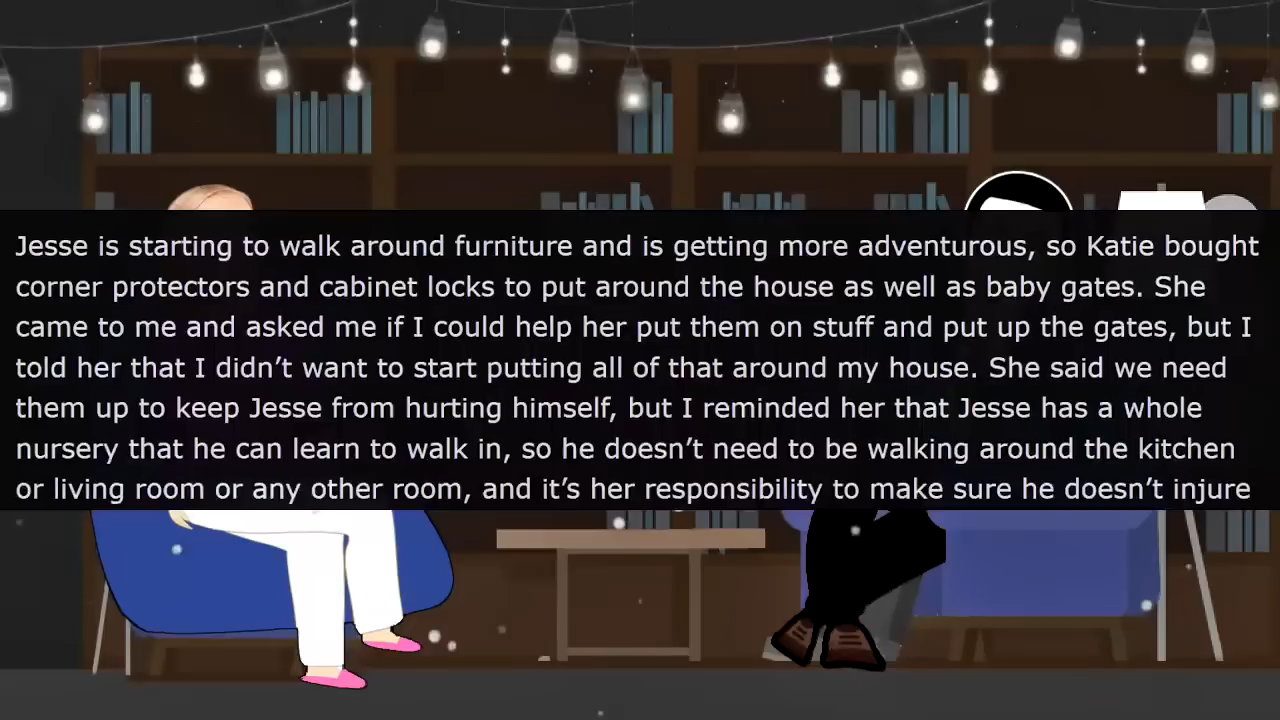 Jesse is starting to walk around furniture and is getting more adventurous, so Katie bought
corner protectors and cabinet locks to put around the house as well as baby gates. She
came to me and asked me if I could help her put them on stuff and put up the gates, but I
told her that I didn’t want to start putting all of that around my house. She said we need
them up to keep Jesse from hurting himself, but I reminded her that Jesse has a whole
nursery that he can learn to walk in, so he doesn’t need to be walking around the kitchen
or living room or any other room, and it’s her responsibility to make sure he doesn’t injure